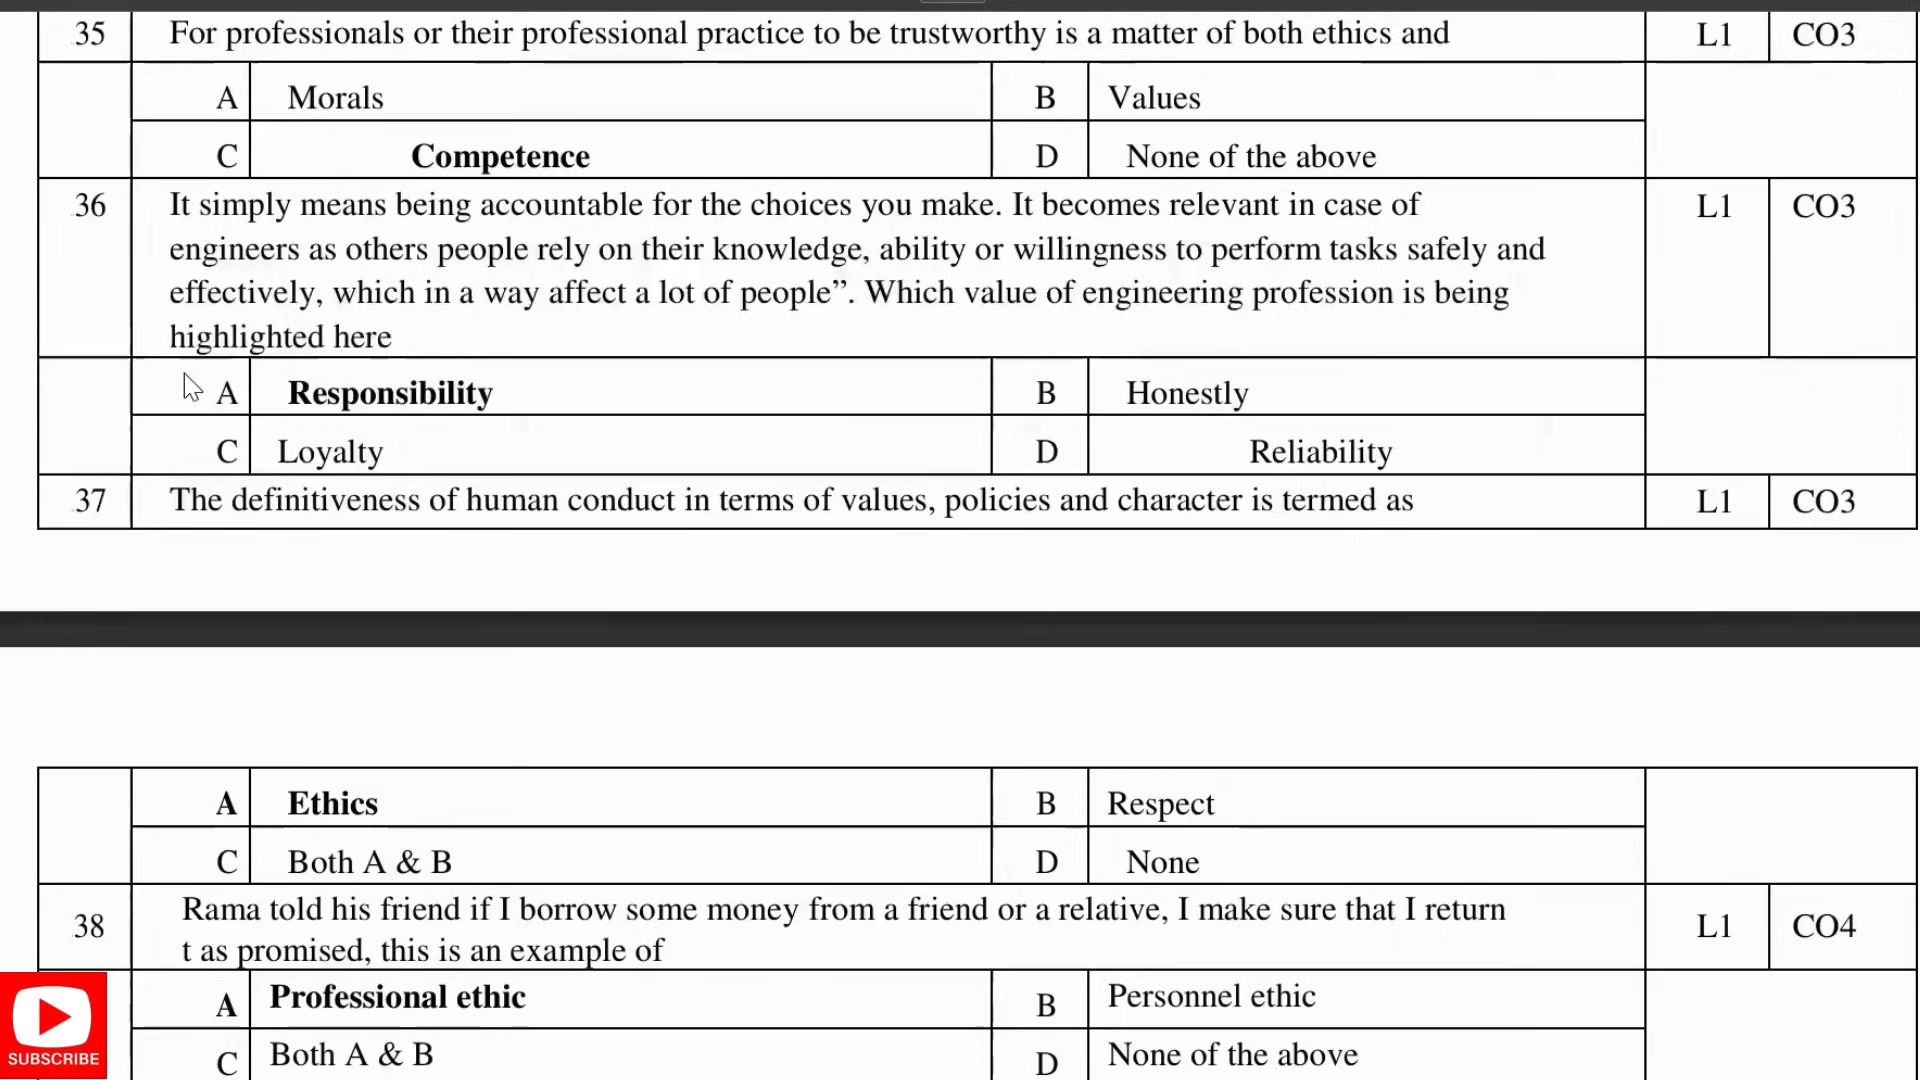 35 For professionals or their professional practice to be trustworthy is a matter of both ethics and L1 CO3
A Morals B Values
C Competence D None of the above
36 It simply means being accountable for the choices you make. It becomes relevant in case of L1 CO3
engineers as others people rely on their knowledge, ability or willingness to perform tasks safely and
effectively, which in a way affect a lot of people”. Which value of engineering profession is being
highlighted here
A Responsibility B Honestly
C Loyalty D Reliability
37 The definitiveness of human conduct in terms of values, policies and character is termed as L1 CO3
A Ethics B Respect
C Both A & B D None
38 Rama told his friend if I borrow some money from a friend or a relative, I make sure that I return L1 CO4
t as promised, this is an example of
A Professional ethic B Personnel ethic
C Both A & B D None of the above
SUBSCRIBE